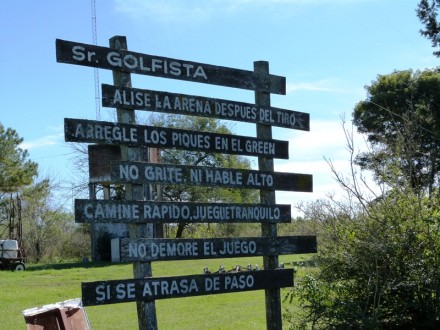 Sr. GOLFISTA
ALISE LA ARENA DESPUES DEL TIRO
ARREGLE LOS PIQUES EN EL GREEN
NO GRITE, NI HABLE ALTO
CAMINE RAPIDO, JUEGUE TRANQUILO
NO DEMORE EL JUEGO
SI SE ATRASA DE PASO